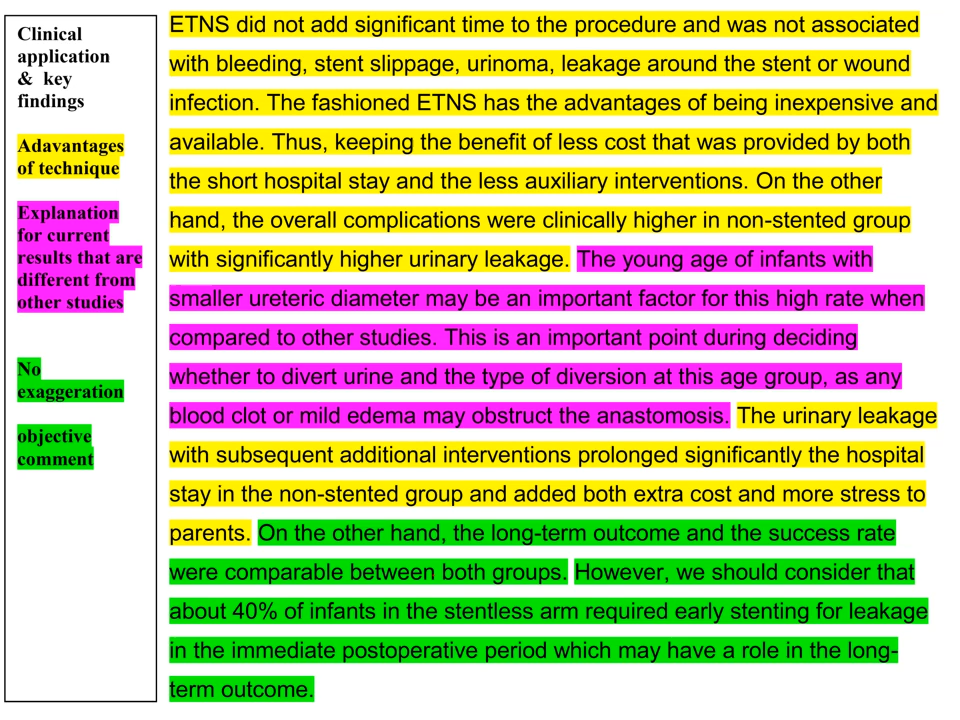 Clinical
application
& key
findings
Adavantages
of technique
Explanation
for current
results that are
different from
other studies
No
exaggeration
objective
comment
ETNS did not add significant time to the procedure and was not associated
with bleeding, stent slippage, urinoma, leakage around the stent or wound
infection. The fashioned ETNS has the advantages of being inexpensive and
available. Thus, keeping the benefit of less cost that was provided by both
the short hospital stay and the less auxiliary interventions. On the other
hand, the overall complications were clinically higher in non-stented group
with significantly higher urinary leakage. The young age of infants with
smaller ureteric diameter may be an important factor for this high rate when
compared to other studies. This is an important point during deciding
whether to divert urine and the type of diversion at this age group, as any
blood clot or mild edema may obstruct the anastomosis. The urinary leakage
with subsequent additional interventions prolonged significantly the hospital
stay in the non-stented group and added both extra cost and more stress to
parents. On the other hand, the long-term outcome and the success rate
were comparable between both groups. However, we should consider that
about 40% of infants in the stentless arm required early stenting for leakage
in the immediate postoperative period which may have a role in the long-
term outcome.